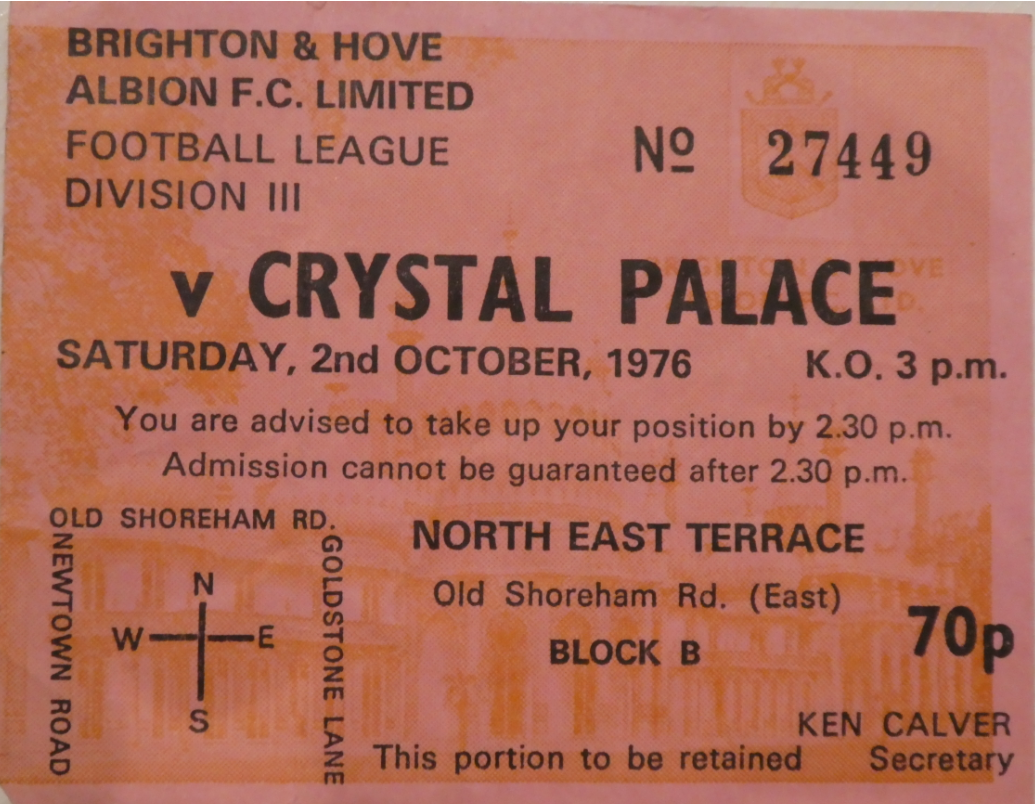 BRIGHTON & HOVE
ALBION F.C. LIMITED
FOOTBALL LEAGUE
DIVISION III
Nº 27449
BRIGTON OVE
D.
v CRYSTAL PALACE
SATURDAY, 2nd OCTOBER, 1976 K.O. 3 p.m.
You are advised to take up your position by 2.30 p.m.
Admission cannot be guaranteed after 2.30 p.m.
OLD SHOREHAM RD.
NEWTOWN ROAD
GOLDSTONE LANE
N
W E
S
NORTH EAST TERRACE
Old Shoreham Rd. (East)
BLOCK B
70p
KEN CALVER
This portion to be retained Secretary